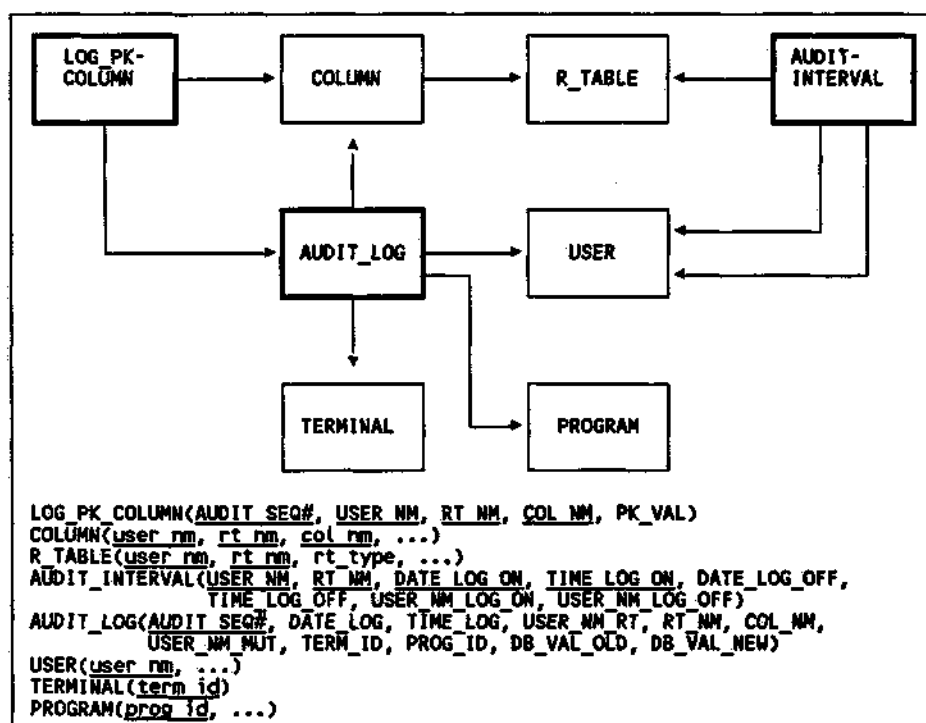 LOG_PK-
COLUMN
COLUMN
R_TABLE
AUDIT-
INTERVAL
AUDIT_LOG
USER
TERMINAL
PROGRAM
LOG_PK_COLUMN(AUDIT_SEQ#, USER_NM, RT_NM, COL_NM, PK_VAL)
COLUMN(user_nm, rt_nm, col_nm, ...)
R_TABLE(user_nm, rt_nm, rt_type, ...)
AUDIT_INTERVAL(USER_NM, RT_NM, DATE_LOG_ON, TIME_LOG_ON, DATE_LOG_OFF,
TIME_LOG_OFF, USER_NM_LOG_ON, USER_NM_LOG_OFF)
AUDIT_LOG(AUDIT_SEQ#, DATE_LOG, TIME_LOG, USER_NM_RT, RT_NM, COL_NM,
USER_NM_MUT, TERM_ID, PROG_ID, DB_VAL_OLD, DB_VAL_NEW)
USER(user_nm, ...)
TERMINAL(term_id)
PROGRAM(prog_id, ...)